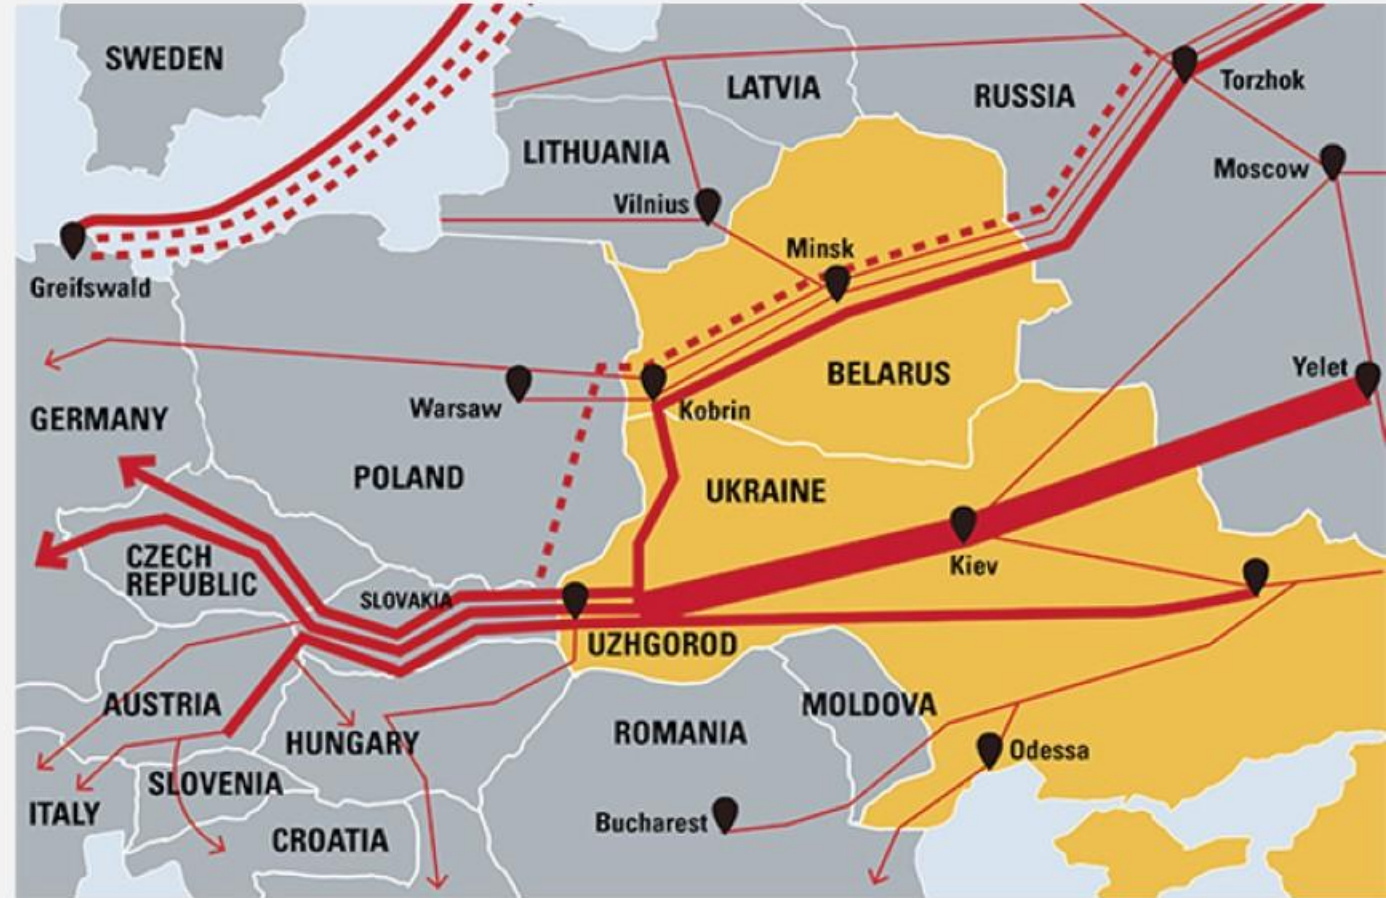 SWEDEN
LATVIA
RUSSIA
Torzhok
LITHUANIA
Moscow
Vilnius
Minsk
Greifswald
Yelet
BELARUS
Warsaw
Kobrin
GERMANY
POLAND
UKRAINE
CZECH
REPUBLIC
Kiev
SLOVAKIA
UZHGOROD
AUSTRIA
MOLDOVA
ROMANIA
HUNGARY
Odessa
SLOVENIA
ITALY
Bucharest
CROATIA